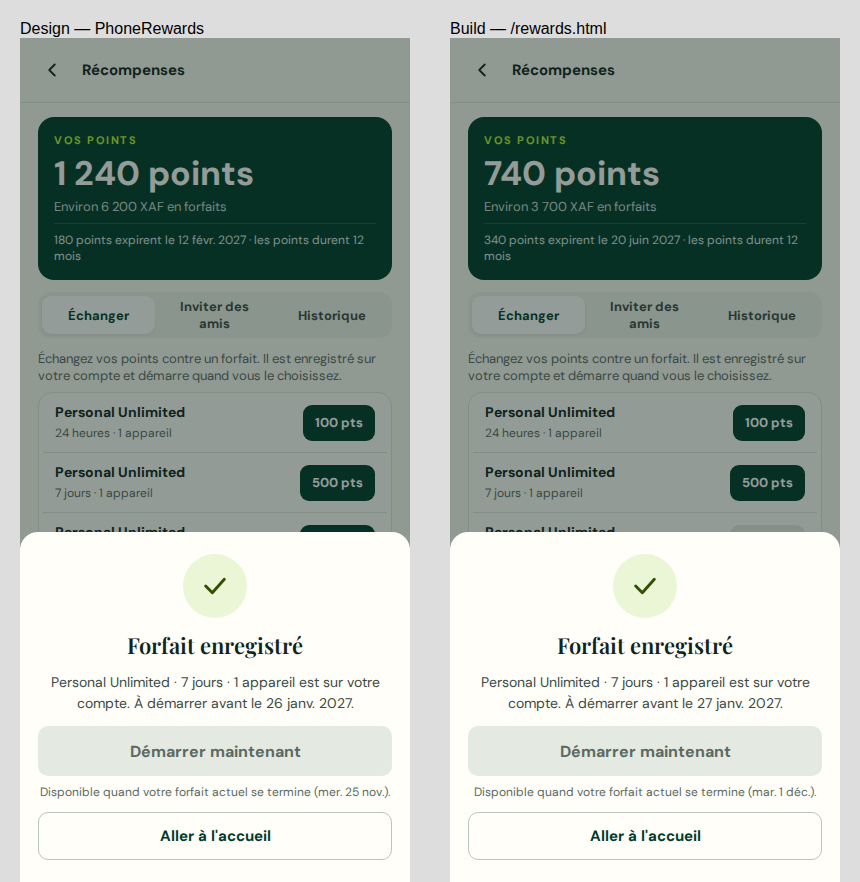 Design — PhoneRewards
Récompenses
VOS POINTS
1 240 points
Environ 6 200 XAF en forfaits
180 points expirent le 12 févr. 2027 · les points durent 12
mois
Échanger
Inviter des
amis
Historique
Échangez vos points contre un forfait. Il est enregistré sur
votre compte et démarre quand vous le choisissez.
Personal Unlimited
100 pts
24 heures · 1 appareil
Personal Unlimited
500 pts
7 jours · 1 appareil
Personal Unlimited
Forfait enregistré
Personal Unlimited · 7 jours · 1 appareil est sur votre
compte. À démarrer avant le 26 janv. 2027.
Démarrer maintenant
Disponible quand votre forfait actuel se termine (mer. 25 nov.).
Aller à l'accueil
Build — /rewards.html
Récompenses
VOS POINTS
740 points
Environ 3 700 XAF en forfaits
340 points expirent le 20 juin 2027 · les points durent 12
mois
Échanger
Inviter des
amis
Historique
Échangez vos points contre un forfait. Il est enregistré sur
votre compte et démarre quand vous le choisissez.
Personal Unlimited
100 pts
24 heures · 1 appareil
Personal Unlimited
500 pts
7 jours · 1 appareil
Personal Unlimited
Forfait enregistré
Personal Unlimited · 7 jours · 1 appareil est sur votre
compte. À démarrer avant le 27 janv. 2027.
Démarrer maintenant
Disponible quand votre forfait actuel se termine (mar. 1 déc.).
Aller à l'accueil